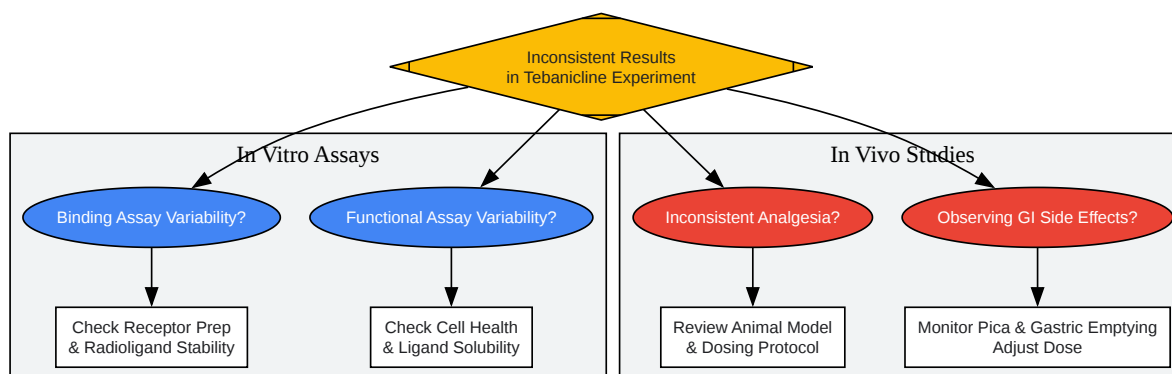 Inconsistent Results
in Tebanicline Experiment
In Vitro Assays
In Vivo Studies
Binding Assay Variability?
Functional Assay Variability?
Inconsistent Analgesia?
Observing GI Side Effects?
Check Receptor Prep
& Radioligand Stability
Check Cell Health
& Ligand Solubility
Review Animal Model
& Dosing Protocol
Monitor Pica & Gastric Emptying
Adjust Dose